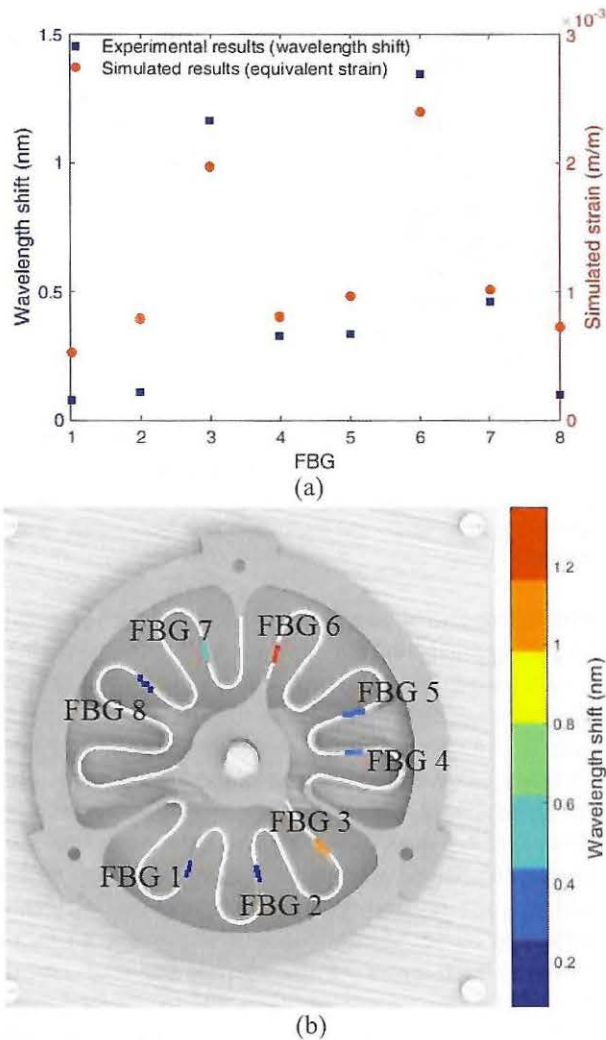 × 10⁻³
1.5
3
Experimental results (wavelength shift)
Simulated results (equivalent strain)
1
2
0.5
1
0
0
Wavelength shift (nm)
Simulated strain (m/m)
1 2 3 4 5 6 7 8
FBG
(a)
FBG 7
FBG 6
FBG 5
FBG 8
FBG 4
FBG 3
FBG 1
FBG 2
1.2
1
0.8
0.6
0.4
0.2
Wavelength shift (nm)
(b)